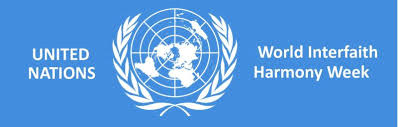 UNITED
NATIONS
World Interfaith
Harmony Week